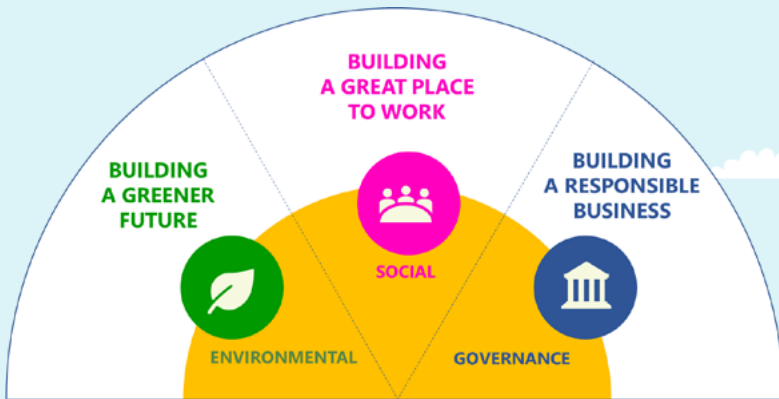 BUILDING
A GREENER
FUTURE
ENVIRONMENTAL
BUILDING
A GREAT PLACE
TO WORK
SOCIAL
BUILDING
A RESPONSIBLE
BUSINESS
GOVERNANCE